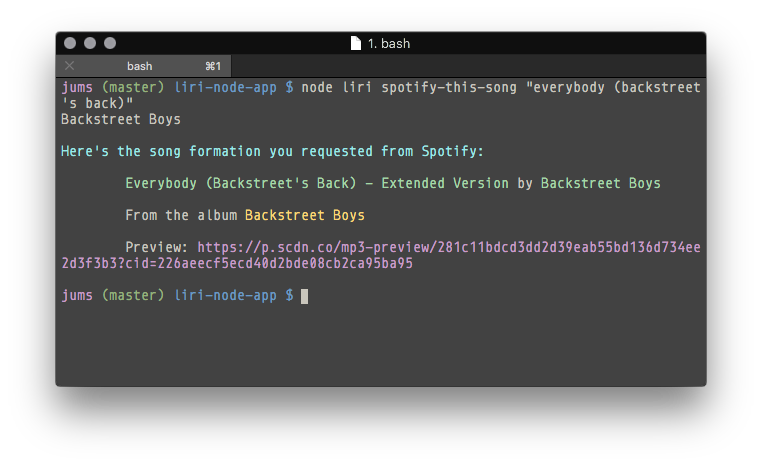 1. bash
bash ⌘1
jums (master) liri-node-app $ node liri spotify-this-song "everybody (backstreet
's back)"
Backstreet Boys
Here's the song formation you requested from Spotify:
Everybody (Backstreet's Back) - Extended Version by Backstreet Boys
From the album Backstreet Boys
Preview: https://p.scdn.co/mp3-preview/281c11bdcd3dd2d39eab55bd136d734ee
2d3f3b3?cid=226aeecf5ecd40d2bde08cb2ca95ba95
jums (master) liri-node-app $